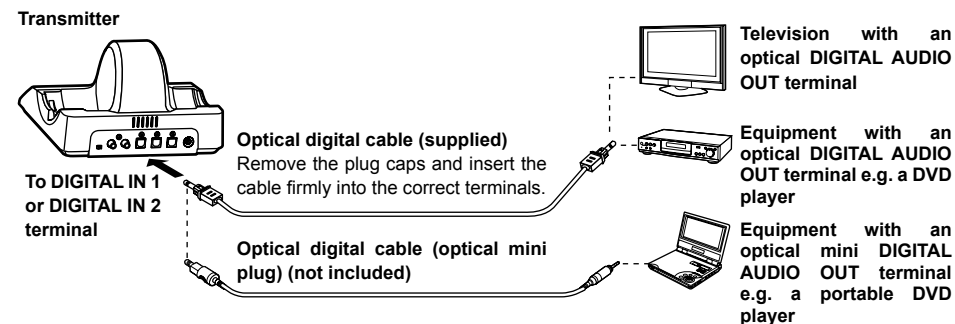 Transmitter
To DIGITAL IN 1
or DIGITAL IN 2
terminal
Optical digital cable (supplied)
Remove the plug caps and insert the
cable firmly into the correct terminals.
Optical digital cable (optical mini
plug) (not included)
Television with an
optical DIGITAL AUDIO
OUT terminal
Equipment with an
optical DIGITAL AUDIO
OUT terminal e.g. a DVD
player
Equipment with an
optical mini DIGITAL
AUDIO OUT terminal
e.g. a portable DVD
player